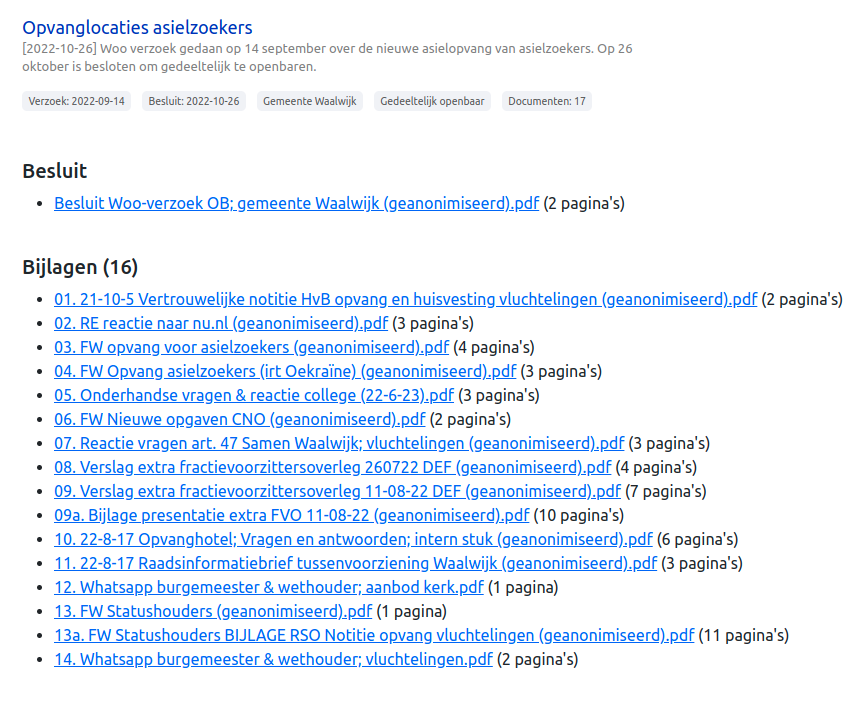 Opvanglocaties asielzoekers
[2022-10-26] Woo verzoek gedaan op 14 september over de nieuwe asielopvang van asielzoekers. Op 26
oktober is besloten om gedeeltelijk te openbaren.
Verzoek: 2022-09-14 Besluit: 2022-10-26 Gemeente Waalwijk Gedeeltelijk openbaar Documenten: 17
Besluit
• Besluit Woo-verzoek OB; gemeente Waalwijk (geanonimiseerd).pdf (2 pagina's)
Bijlagen (16)
• 01. 21-10-5 Vertrouwelijke notitie HvB opvang en huisvesting vluchtelingen (geanonimiseerd).pdf (2 pagina's)
• 02. RE reactie naar nu.nl (geanonimiseerd).pdf (3 pagina's)
• 03. FW opvang voor asielzoekers (geanonimiseerd).pdf (4 pagina's)
• 04. FW Opvang asielzoekers (irt Oekraïne) (geanonimiseerd).pdf (3 pagina's)
• 05. Onderhandse vragen & reactie college (22-6-23).pdf (3 pagina's)
• 06. FW Nieuwe opgaven CNO (geanonimiseerd).pdf (2 pagina's)
• 07. Reactie vragen art. 47 Samen Waalwijk; vluchtelingen (geanonimiseerd).pdf (3 pagina's)
• 08. Verslag extra fractievoorzittersoverleg 260722 DEF (geanonimiseerd).pdf (4 pagina's)
• 09. Verslag extra fractievoorzittersoverleg 11-08-22 DEF (geanonimiseerd).pdf (7 pagina's)
• 09a. Bijlage presentatie extra FVO 11-08-22 (geanonimiseerd).pdf (10 pagina's)
• 10. 22-8-17 Opvanghotel; Vragen en antwoorden; intern stuk (geanonimiseerd).pdf (6 pagina's)
• 11. 22-8-17 Raadsinformatiebrief tussenvoorziening Waalwijk (geanonimiseerd).pdf (3 pagina's)
• 12. Whatsapp burgemeester & wethouder; aanbod kerk.pdf (1 pagina)
• 13. FW Statushouders (geanonimiseerd).pdf (1 pagina)
• 13a. FW Statushouders BIJLAGE RSO Notitie opvang vluchtelingen (geanonimiseerd).pdf (11 pagina's)
• 14. Whatsapp burgemeester & wethouder; vluchtelingen.pdf (2 pagina's)